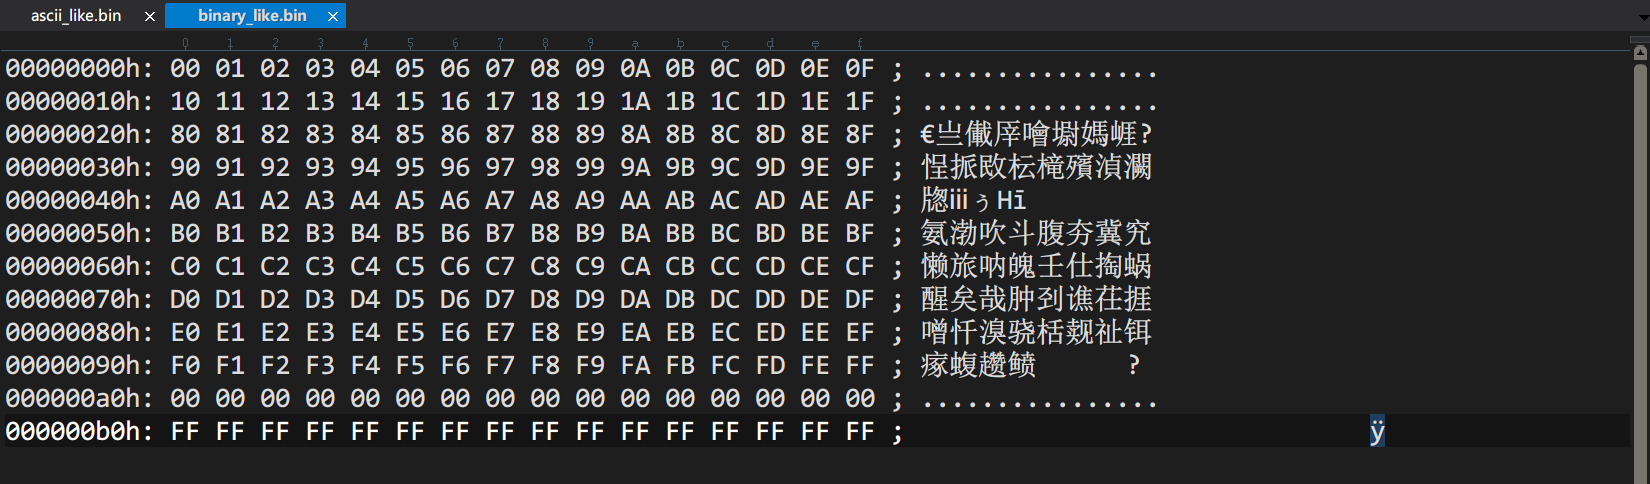 ascii_like.bin × binary_like.bin ×
0 1 2 3 4 5 6 7 8 9 a b c d e f
00000000h: 00 01 02 03 04 05 06 07 08 09 0A 0B 0C 0D 0E 0F ; ................
00000010h: 10 11 12 13 14 15 16 17 18 19 1A 1B 1C 1D 1E 1F ; ................
00000020h: 80 81 82 83 84 85 86 87 88 89 8A 8B 8C 8D 8E 8F ; €亗儎厗噲墛媽崕?
00000030h: 90 91 92 93 94 95 96 97 98 99 9A 9B 9C 9D 9E 9F ; 悜摀敃枟槞殯湞灍
00000040h: A0 A1 A2 A3 A4 A5 A6 A7 A8 A9 AA AB AC AD AE AF ; 牎ⅲぅΗī
00000050h: B0 B1 B2 B3 B4 B5 B6 B7 B8 B9 BA BB BC BD BE BF ; 氨渤吹斗腹夯冀究
00000060h: C0 C1 C2 C3 C4 C5 C6 C7 C8 C9 CA CB CC CD CE CF ; 懒旅呐魄壬仕掏蜗
00000070h: D0 D1 D2 D3 D4 D5 D6 D7 D8 D9 DA DB DC DD DE DF ; 醒矣哉肿刭谯茌捱
00000080h: E0 E1 E2 E3 E4 E5 E6 E7 E8 E9 EA EB EC ED EE EF ; 噌忏溴骁栝觌祉铒
00000090h: F0 F1 F2 F3 F4 F5 F6 F7 F8 F9 FA FB FC FD FE FF ; 瘃蝮趱鲼 ?
000000a0h: 00 00 00 00 00 00 00 00 00 00 00 00 00 00 00 00 ; ................
000000b0h: FF FF FF FF FF FF FF FF FF FF FF FF FF FF FF FF ; ÿ